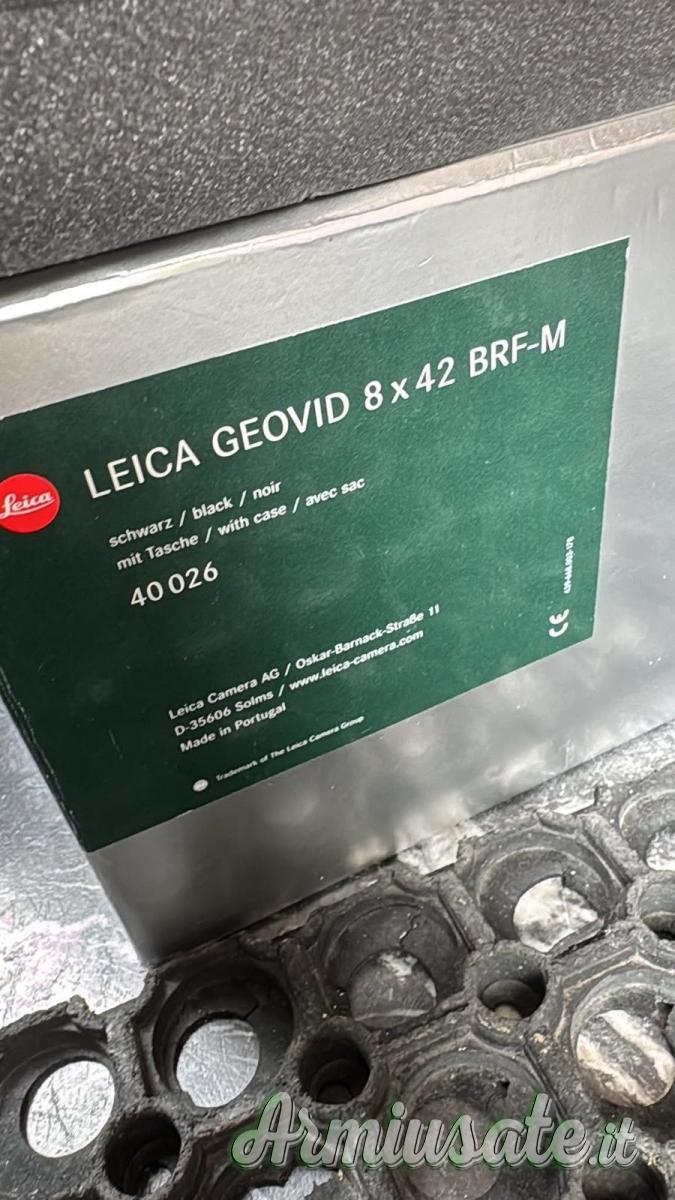 LEICA GEOVID 8 x 42 BRF-M
Leica
schwarz / black / noir
mit Tasche / with case / avec sac
40 026
Leica Camera AG / Oskar-Barnack-Straße 11
D-35606 Solms / www.leica-camera.com
Made in Portugal
Trademark of The Leica Camera Group
CE
Armiusate.it